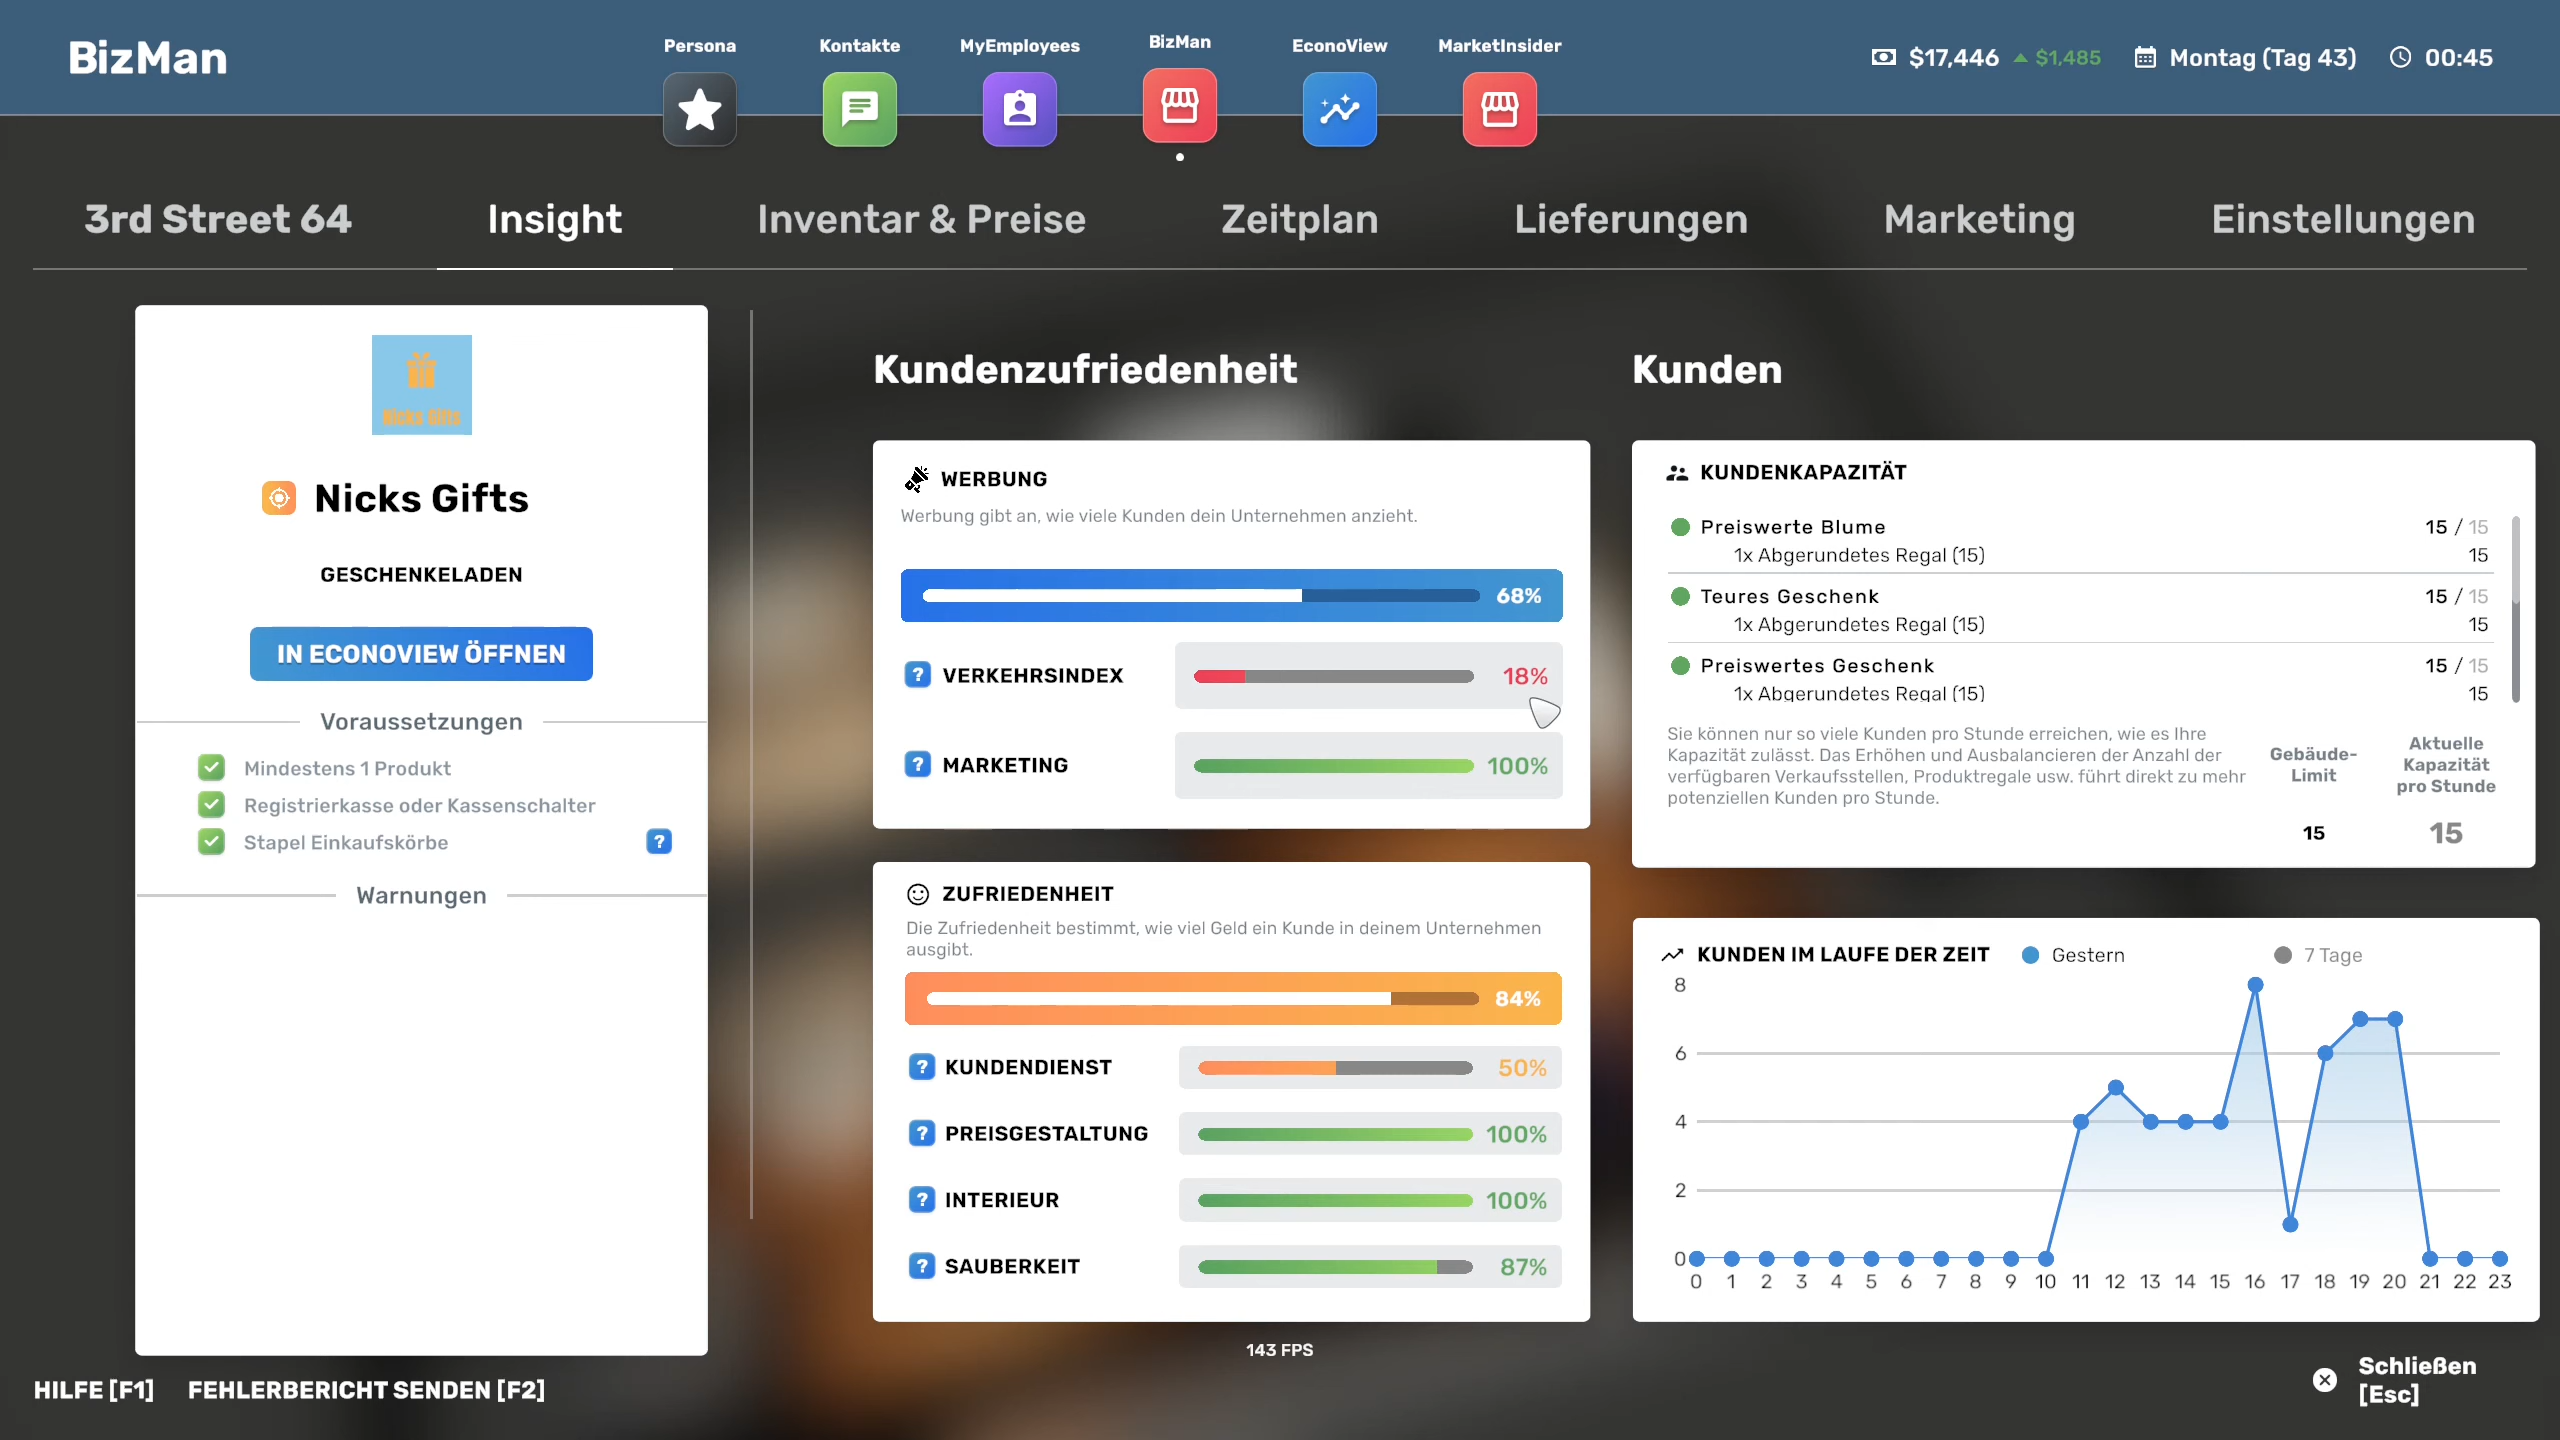 BizMan
Persona
Kontakte
MyEmployees
BizMan
EconoView
MarketInsider
$17,446
$1,485
Montag (Tag 43)
00:45
3rd Street 64
Insight
Inventar & Preise
Zeitplan
Lieferungen
Marketing
Einstellungen
Nicks Gifts
Nicks Gifts
GESCHENKELADEN
IN ECONOVIEW ÖFFNEN
Voraussetzungen
Mindestens 1 Produkt
Registrierkasse oder Kassenschalter
Stapel Einkaufskörbe
?
Warnungen
Kundenzufriedenheit
WERBUNG
Werbung gibt an, wie viele Kunden dein Unternehmen anzieht.
68%
? VERKEHRSINDEX 18%
? MARKETING 100%
ZUFRIEDENHEIT
Die Zufriedenheit bestimmt, wie viel Geld ein Kunde in deinem Unternehmen
ausgibt.
84%
? KUNDENDIENST 50%
? PREISGESTALTUNG 100%
? INTERIEUR 100%
? SAUBERKEIT 87%
Kunden
KUNDENKAPAZITÄT
Preiswerte Blume 15 / 15
1x Abgerundetes Regal (15) 15
Teures Geschenk 15 / 15
1x Abgerundetes Regal (15) 15
Preiswertes Geschenk 15 / 15
1x Abgerundetes Regal (15) 15
Sie können nur so viele Kunden pro Stunde erreichen, wie es Ihre
Kapazität zulässt. Das Erhöhen und Ausbalancieren der Anzahl der
verfügbaren Verkaufsstellen, Produktregale usw. führt direkt zu mehr
potenziellen Kunden pro Stunde.
Gebäude-
Limit
15
Aktuelle
Kapazität
pro Stunde
15
KUNDEN IM LAUFE DER ZEIT
Gestern
7 Tage
8
6
4
2
0
0 1 2 3 4 5 6 7 8 9 10 11 12 13 14 15 16 17 18 19 20 21 22 23
143 FPS
HILFE [F1]
FEHLERBERICHT SENDEN [F2]
Schließen
[Esc]